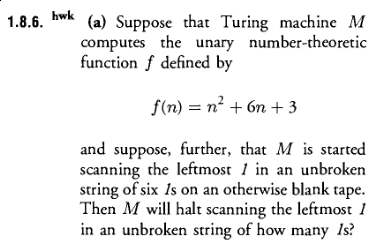 1.8.6. hwk (a) Suppose that Turing machine M
computes the unary number-theoretic
function f defined by
f(n) = n² + 6n + 3
and suppose, further, that M is started
scanning the leftmost 1 in an unbroken
string of six 1s on an otherwise blank tape.
Then M will halt scanning the leftmost 1
in an unbroken string of how many 1s?